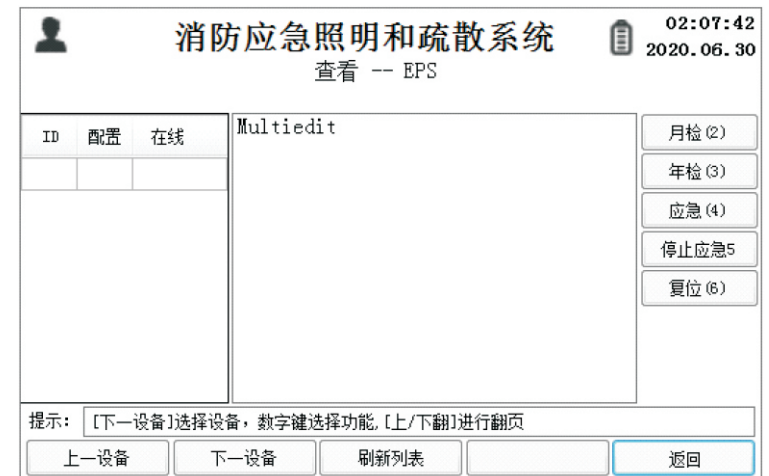 消防应急照明和疏散系统
02:07:42
查看 -- EPS
2020.06.30
ID 配置 在线
Multiedit
月检(2)
年检(3)
应急(4)
停止应急5
复位(6)
提示: [下一设备]选择设备，数字键选择功能,[上/下翻]进行翻页
上一设备 下一设备 刷新列表 返回